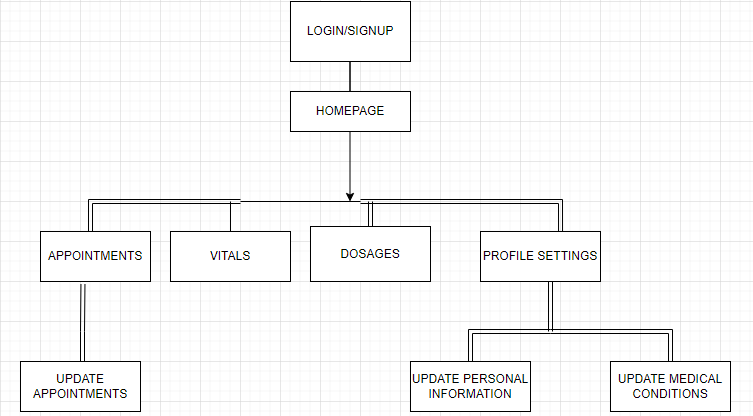 LOGIN/SIGNUP
HOMEPAGE
APPOINTMENTS
VITALS
DOSAGES
PROFILE SETTINGS
UPDATE
APPOINTMENTS
UPDATE PERSONAL
INFORMATION
UPDATE MEDICAL
CONDITIONS